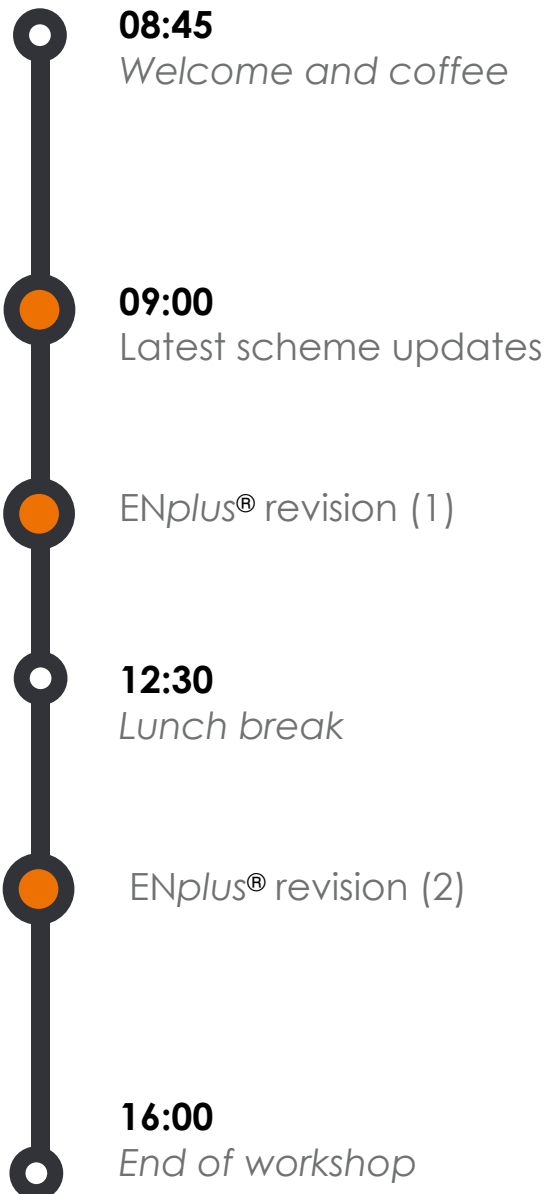 08:45
Welcome and coffee
09:00
Latest scheme updates
ENplus® revision (1)
12:30
Lunch break
ENplus® revision (2)
16:00
End of workshop